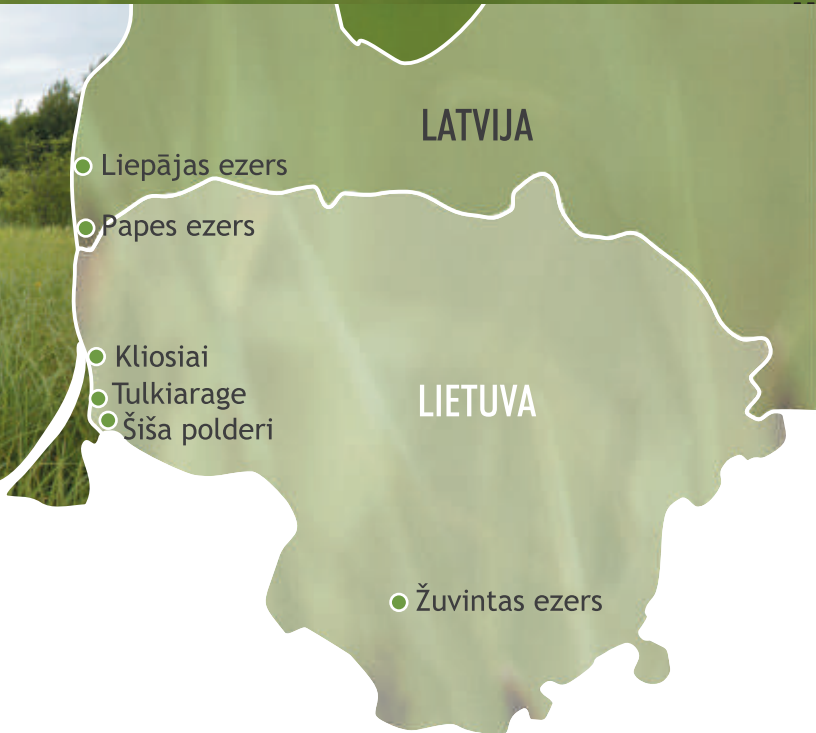 LATVIJA
Liepājas ezers
Papes ezers
Kliosiai
Tulkiarage
LIETUVA
Šiša polderi
Žuvintas ezers